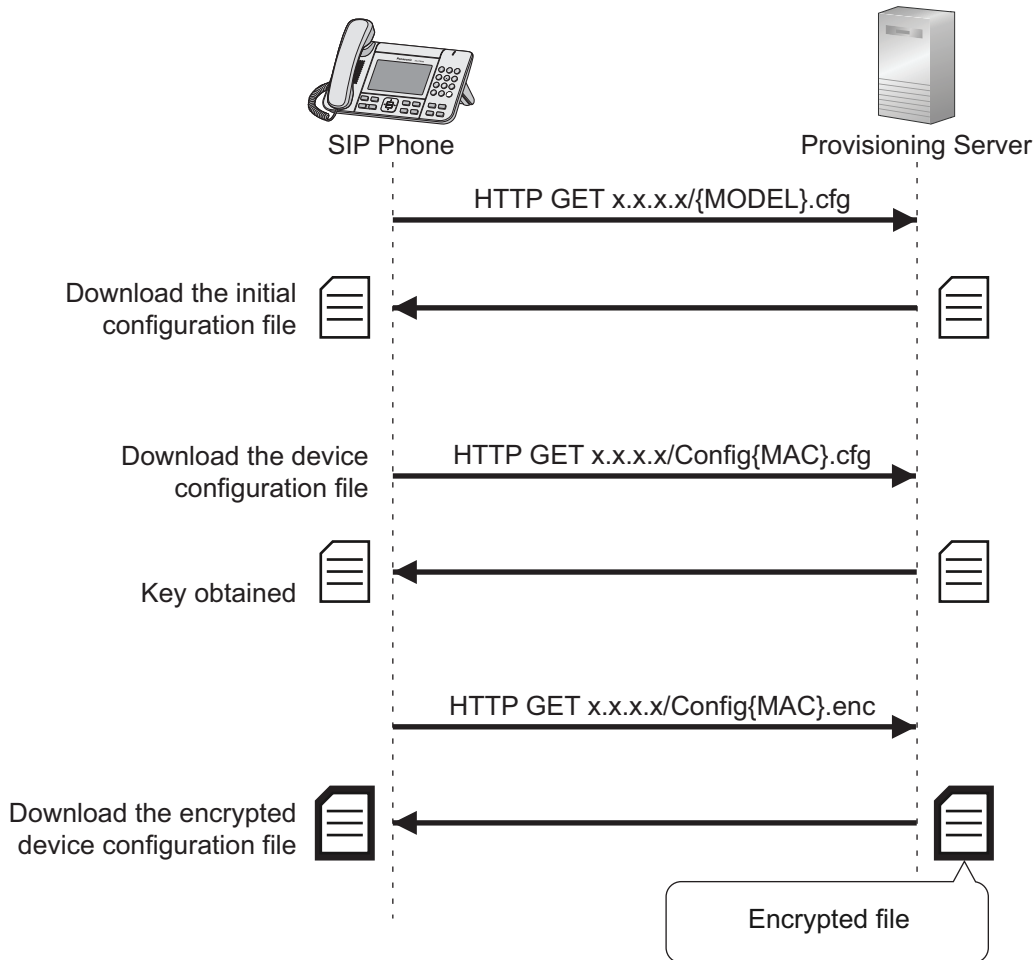 SIP Phone
Provisioning Server
HTTP GET x.x.x.x/{MODEL}.cfg
Download the initial
configuration file
Download the device
configuration file
HTTP GET x.x.x.x/Config{MAC}.cfg
Key obtained
HTTP GET x.x.x.x/Config{MAC}.enc
Download the encrypted
device configuration file
Encrypted file